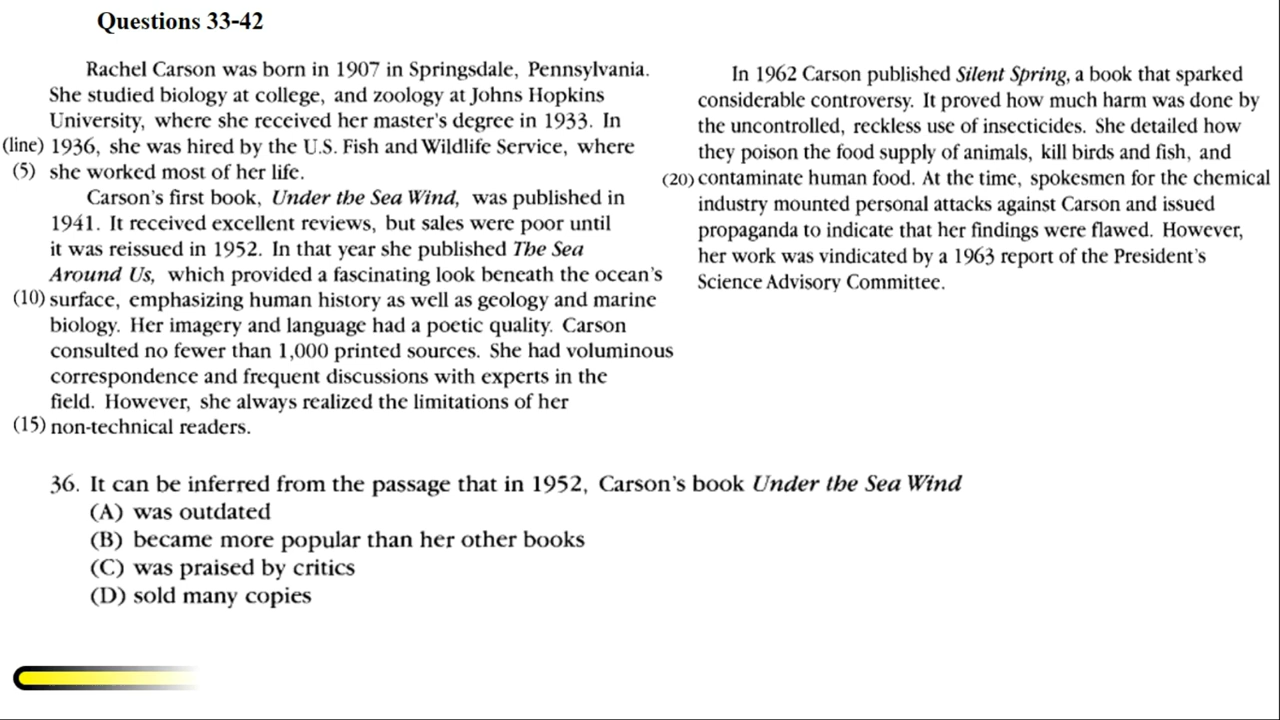 Questions 33-42
Rachel Carson was born in 1907 in Springsdale, Pennsylvania.
She studied biology at college, and zoology at Johns Hopkins
University, where she received her master's degree in 1933. In
(line) 1936, she was hired by the U.S. Fish and Wildlife Service, where
(5) she worked most of her life.
Carson's first book, Under the Sea Wind, was published in
1941. It received excellent reviews, but sales were poor until
it was reissued in 1952. In that year she published The Sea
Around Us, which provided a fascinating look beneath the ocean's
(10) surface, emphasizing human history as well as geology and marine
biology. Her imagery and language had a poetic quality. Carson
consulted no fewer than 1,000 printed sources. She had voluminous
correspondence and frequent discussions with experts in the
field. However, she always realized the limitations of her
(15) non-technical readers.
In 1962 Carson published Silent Spring, a book that sparked
considerable controversy. It proved how much harm was done by
the uncontrolled, reckless use of insecticides. She detailed how
they poison the food supply of animals, kill birds and fish, and
(20) contaminate human food. At the time, spokesmen for the chemical
industry mounted personal attacks against Carson and issued
propaganda to indicate that her findings were flawed. However,
her work was vindicated by a 1963 report of the President's
Science Advisory Committee.
36. It can be inferred from the passage that in 1952, Carson's book Under the Sea Wind
(A) was outdated
(B) became more popular than her other books
(C) was praised by critics
(D) sold many copies